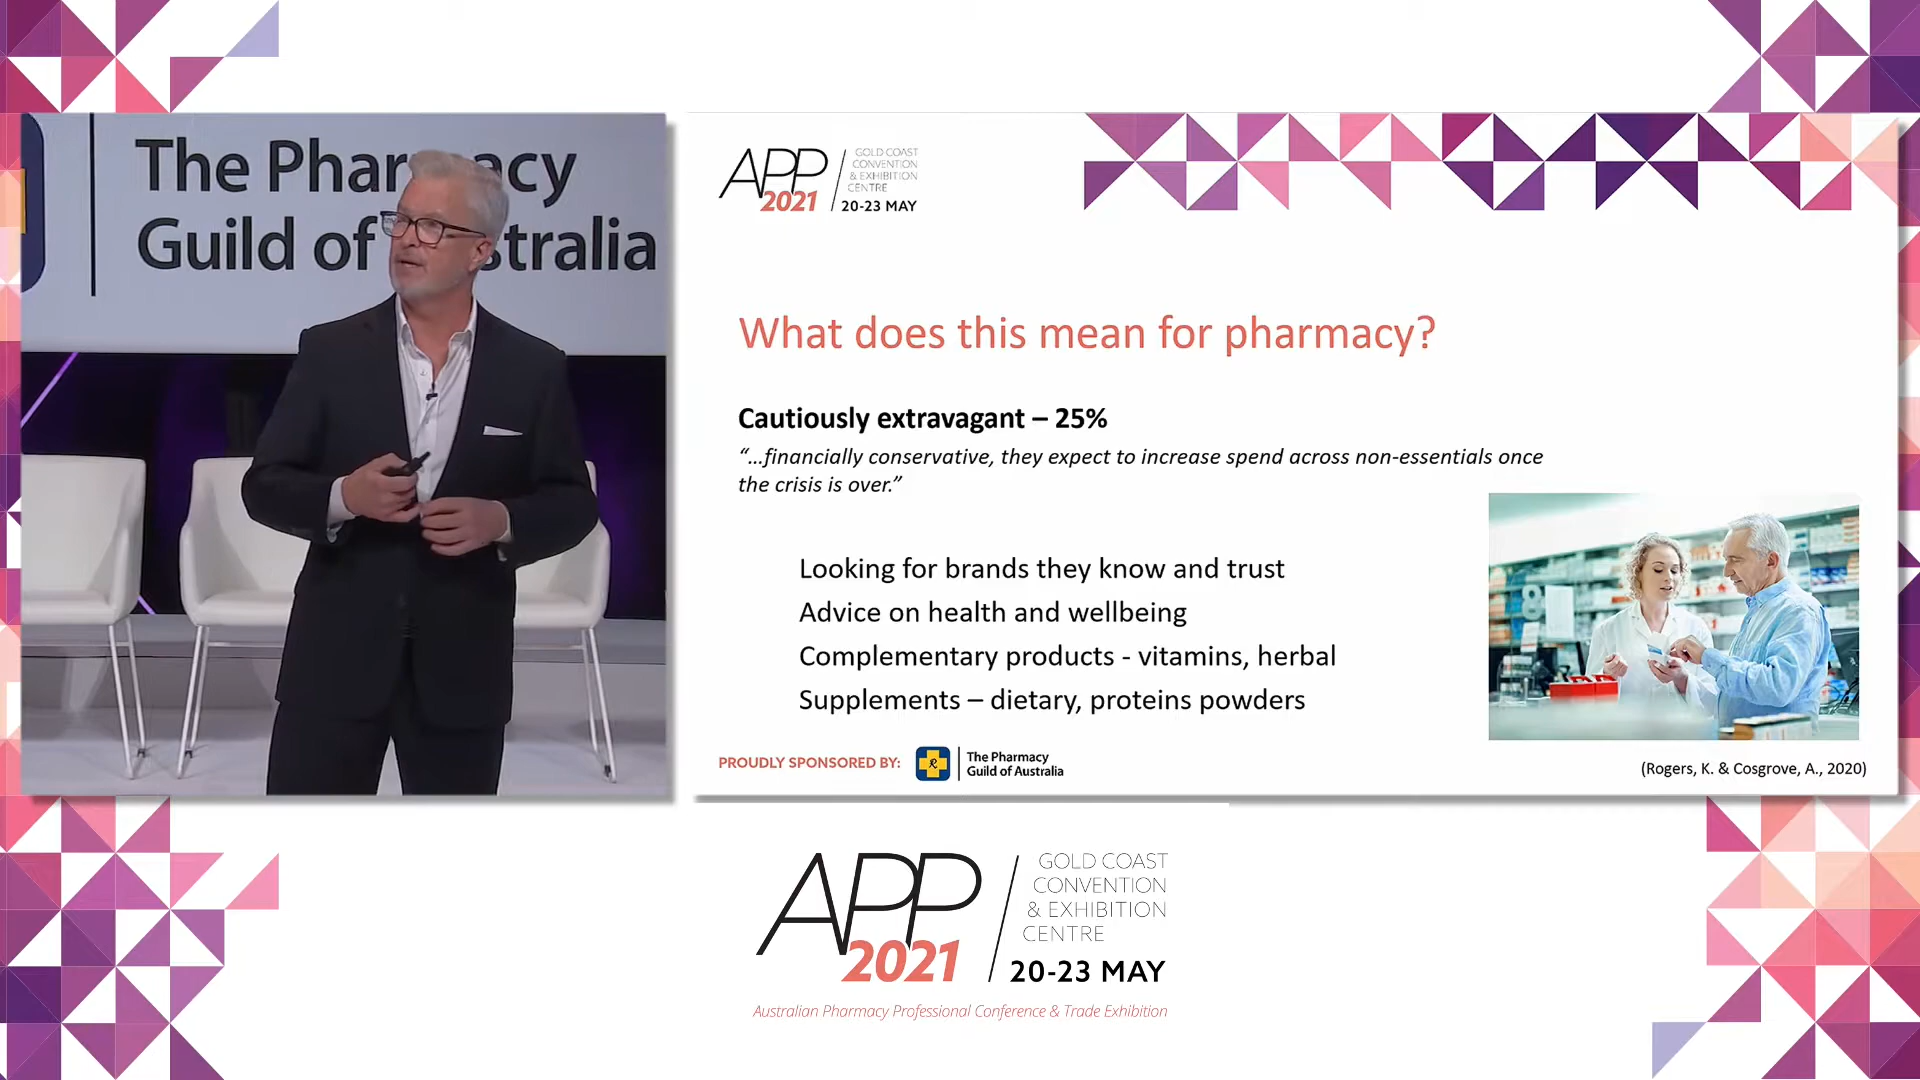 The Pharmacy
Guild of Australia
APP
2021
GOLD COAST
CONVENTION
& EXHIBITION
CENTRE
20-23 MAY
What does this mean for pharmacy?
Cautiously extravagant – 25%
“...financially conservative, they expect to increase spend across non-essentials once
the crisis is over.”
Looking for brands they know and trust
Advice on health and wellbeing
Complementary products - vitamins, herbal
Supplements – dietary, proteins powders
PROUDLY SPONSORED BY:
The Pharmacy
Guild of Australia
(Rogers, K. & Cosgrove, A., 2020)
APP
2021
GOLD COAST
CONVENTION
& EXHIBITION
CENTRE
20-23 MAY
Australian Pharmacy Professional Conference & Trade Exhibition